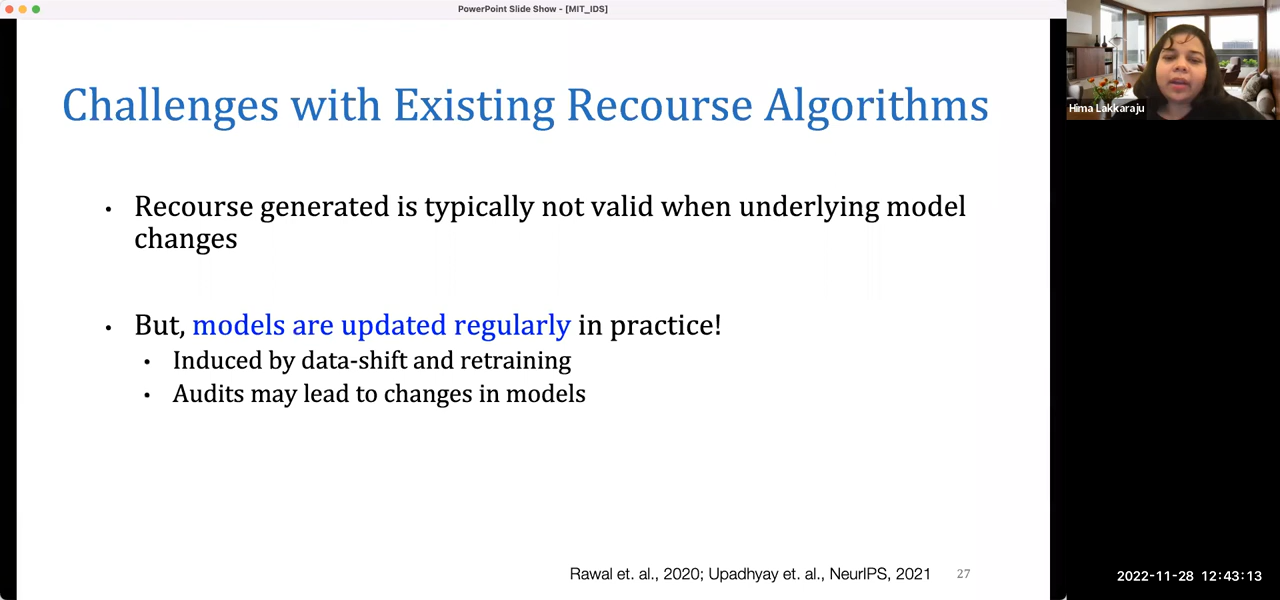 PowerPoint Slide Show - [MIT_IDS]
Challenges with Existing Recourse Algorithms
Hima Lakkaraju
• Recourse generated is typically not valid when underlying model
changes
• But, models are updated regularly in practice!
• Induced by data-shift and retraining
• Audits may lead to changes in models
Rawal et. al., 2020; Upadhyay et. al., NeurIPS, 2021
27
2022-11-28 12:43:13